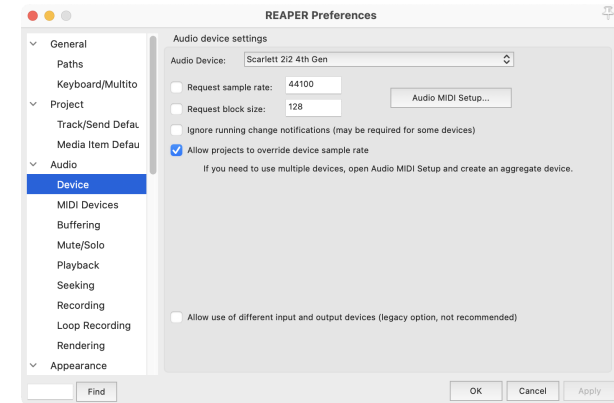 REAPER Preferences
General
Paths
Keyboard/Multito
Project
Track/Send Defau
Media Item Defau
Audio
Device
MIDI Devices
Buffering
Mute/Solo
Playback
Seeking
Recording
Loop Recording
Rendering
Appearance
Find
Audio device settings
Audio Device: Scarlett 2i2 4th Gen
Request sample rate: 44100
Request block size: 128
Audio MIDI Setup...
Ignore running change notifications (may be required for some devices)
Allow projects to override device sample rate
If you need to use multiple devices, open Audio MIDI Setup and create an aggregate device.
Allow use of different input and output devices (legacy option, not recommended)
OK Cancel Apply